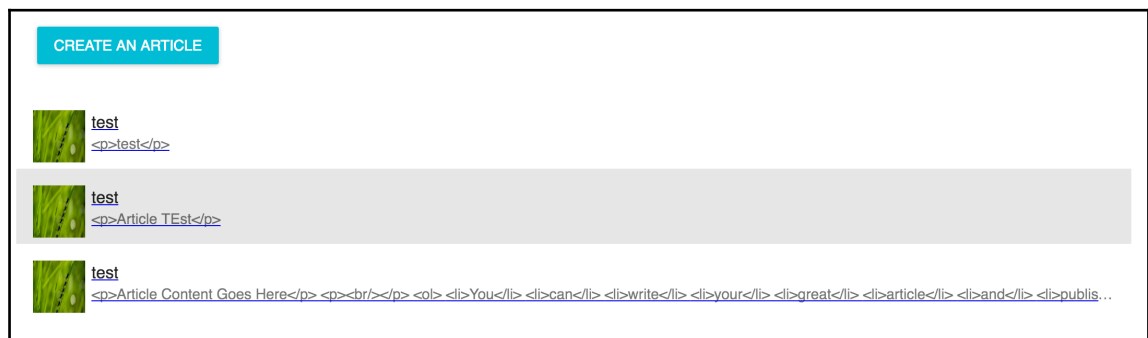 CREATE AN ARTICLE
test
<p>test</p>
test
<p>Article TEst</p>
test
<p>Article Content Goes Here</p> <p><br/></p> <ol> <li>You</li> <li>can</li> <li>write</li> <li>your</li> <li>great</li> <li>article</li> <li>and</li> <li>publis…